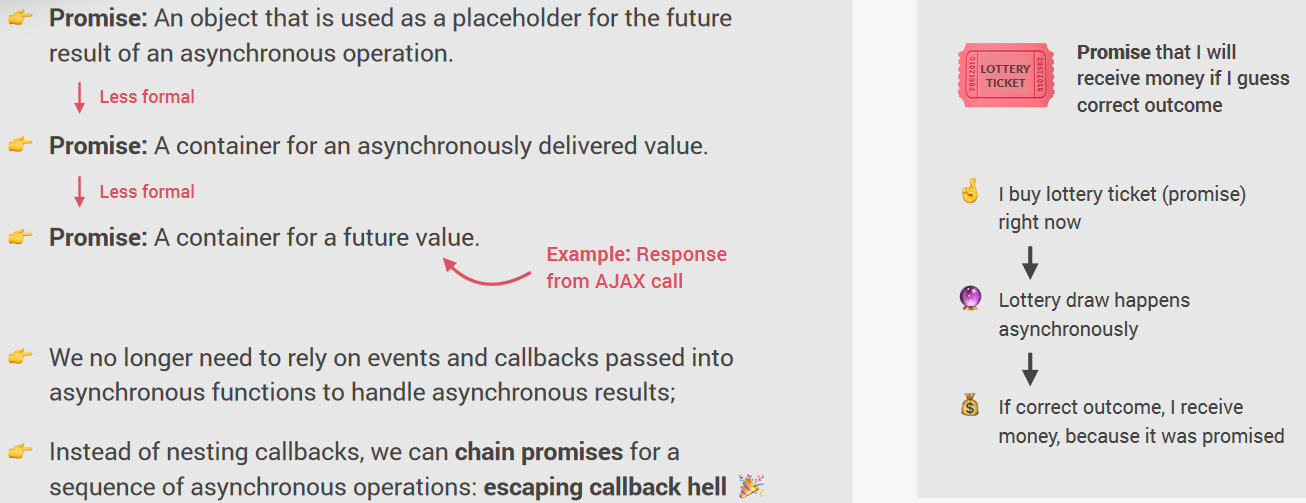 👉 Promise: An object that is used as a placeholder for the future
result of an asynchronous operation.
Less formal
👉 Promise: A container for an asynchronously delivered value.
Less formal
👉 Promise: A container for a future value.
Example: Response
from AJAX call
👉 We no longer need to rely on events and callbacks passed into
asynchronous functions to handle asynchronous results;
👉 Instead of nesting callbacks, we can chain promises for a
sequence of asynchronous operations: escaping callback hell 🎉
LOTTERY
TICKET
Promise that I will
receive money if I guess
correct outcome
🤞 I buy lottery ticket (promise)
right now
🔮 Lottery draw happens
asynchronously
💰 If correct outcome, I receive
money, because it was promised